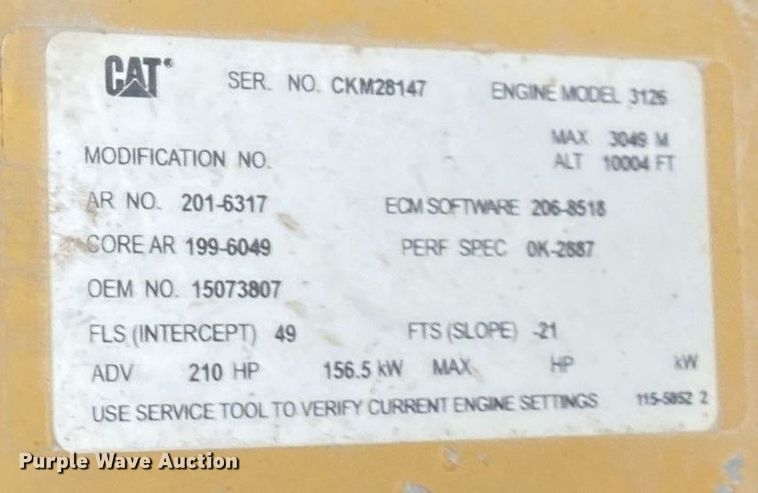 CAT® SER. NO. CKM28147 ENGINE MODEL 3126
MAX 3049 M
MODIFICATION NO. ALT 10004 FT
AR NO. 201-6317 ECM SOFTWARE 206-8518
CORE AR 199-6049 PERF SPEC 0K-2887
OEM NO. 15073807
FLS (INTERCEPT) 49 FTS (SLOPE) -21
ADV 210 HP 156.5 kW MAX HP kW
USE SERVICE TOOL TO VERIFY CURRENT ENGINE SETTINGS 115-5852 2
Purple Wave Auction